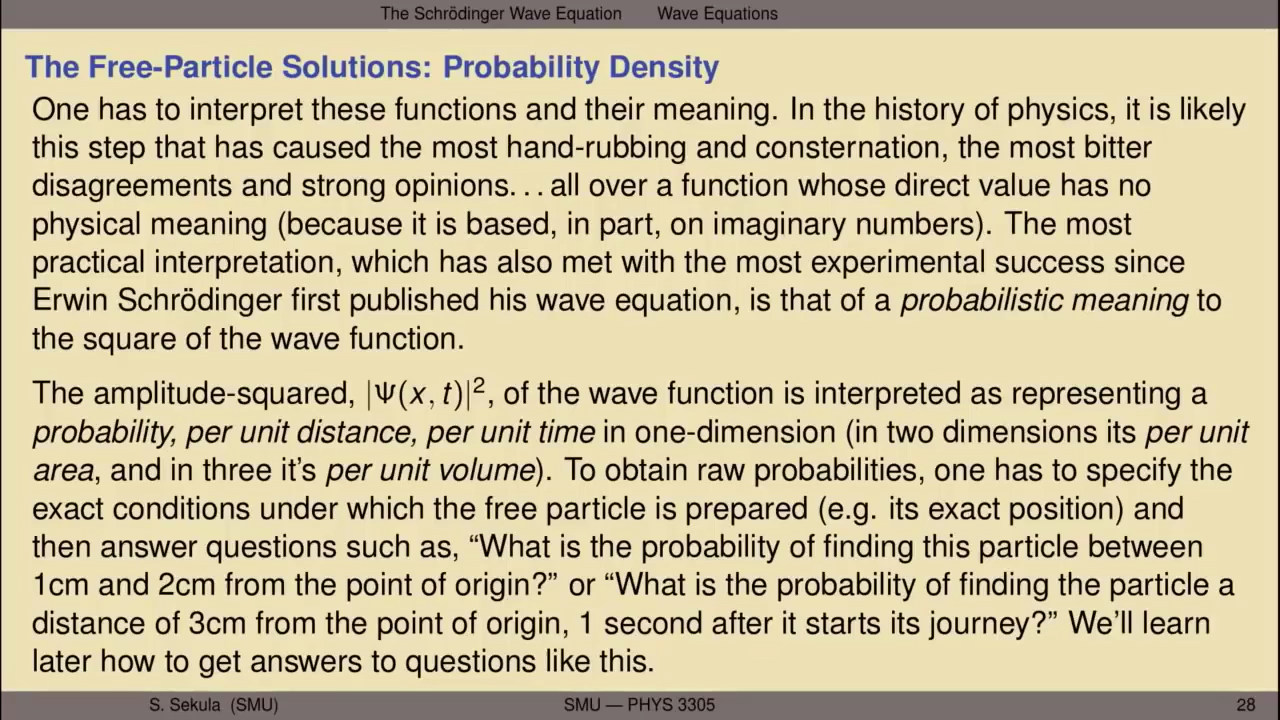 The Schrödinger Wave Equation Wave Equations
The Free-Particle Solutions: Probability Density
One has to interpret these functions and their meaning. In the history of physics, it is likely
this step that has caused the most hand-rubbing and consternation, the most bitter
disagreements and strong opinions. . . all over a function whose direct value has no
physical meaning (because it is based, in part, on imaginary numbers). The most
practical interpretation, which has also met with the most experimental success since
Erwin Schrödinger first published his wave equation, is that of a probabilistic meaning to
the square of the wave function.
The amplitude-squared, |Ψ(x, t)|², of the wave function is interpreted as representing a
probability, per unit distance, per unit time in one-dimension (in two dimensions its per unit
area, and in three it's per unit volume). To obtain raw probabilities, one has to specify the
exact conditions under which the free particle is prepared (e.g. its exact position) and
then answer questions such as, “What is the probability of finding this particle between
1cm and 2cm from the point of origin?” or “What is the probability of finding the particle a
distance of 3cm from the point of origin, 1 second after it starts its journey?” We'll learn
later how to get answers to questions like this.
S. Sekula (SMU) SMU — PHYS 3305 28